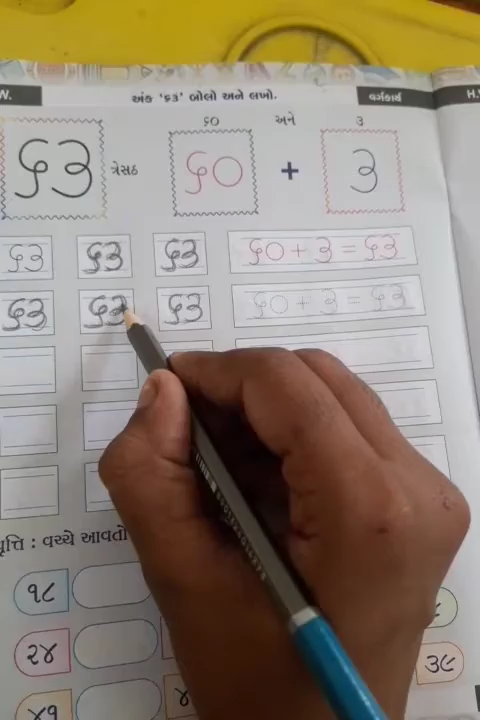 અંક ‘૬૩’ બોલો અને લખો. વર્ગકાર્ય
૬૦ અને ૩
૬૩ ત્રેસઠ ૬૦ + ૩
૬૩ ૬૩ ૬૩ ૬૦ + ૩ = ૬૩
૬૩ ૬૩ ૬૩ ૬૦ + ૩ = ૬૩
વચ્ચે આવતો
૧૮
૨૪ ૩૯
૪૧